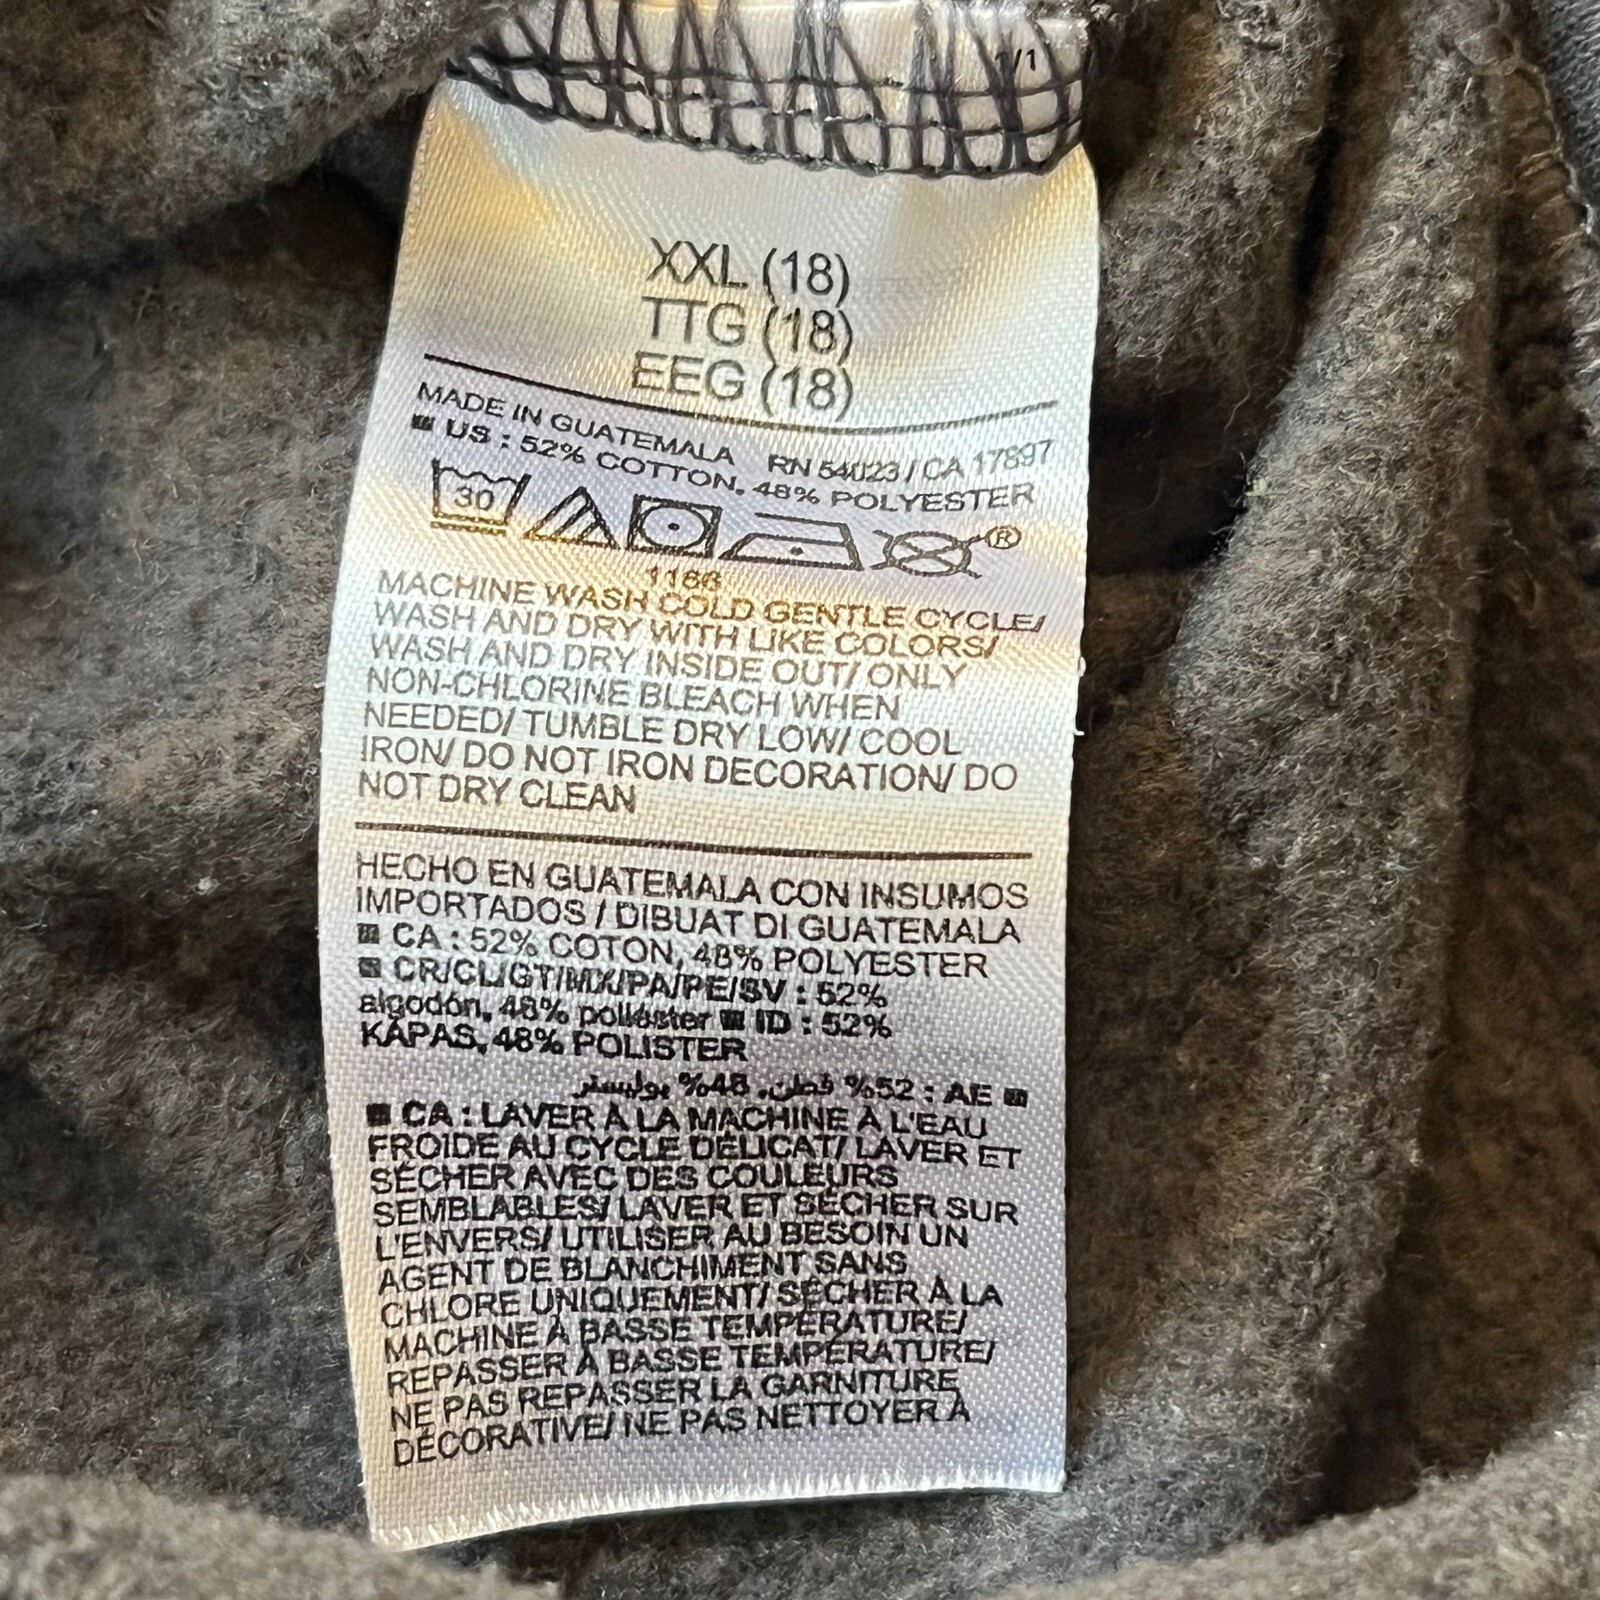 1/1
XXL (18)
TTG (18)
EEG (18)
MADE IN GUATEMALA RN 54023 / CA 17897
US : 52% COTTON, 48% POLYESTER
30 ®
1166
MACHINE WASH COLD GENTLE CYCLE/
WASH AND DRY WITH LIKE COLORS/
WASH AND DRY INSIDE OUT/ ONLY
NON-CHLORINE BLEACH WHEN
NEEDED/ TUMBLE DRY LOW/ COOL
IRON/ DO NOT IRON DECORATION/ DO
NOT DRY CLEAN
HECHO EN GUATEMALA CON INSUMOS
IMPORTADOS / DIBUAT DI GUATEMALA
CA : 52% COTON, 48% POLYESTER
CR/CL/GT/MX/PA/PE/SV : 52%
algodón, 48% poliéster ID : 52%
KAPAS, 48% POLISTER
AE : 52% قطن, 48% بوليستر
CA : LAVER À LA MACHINE À L'EAU
FROIDE AU CYCLE DÉLICAT/ LAVER ET
SÉCHER AVEC DES COULEURS
SEMBLABLES/ LAVER ET SÉCHER SUR
L'ENVERS/ UTILISER AU BESOIN UN
AGENT DE BLANCHIMENT SANS
CHLORE UNIQUEMENT/ SÉCHER À LA
MACHINE À BASSE TEMPÉRATURE/
REPASSER À BASSE TEMPÉRATURE/
NE PAS REPASSER LA GARNITURE
DÉCORATIVE/ NE PAS NETTOYER À